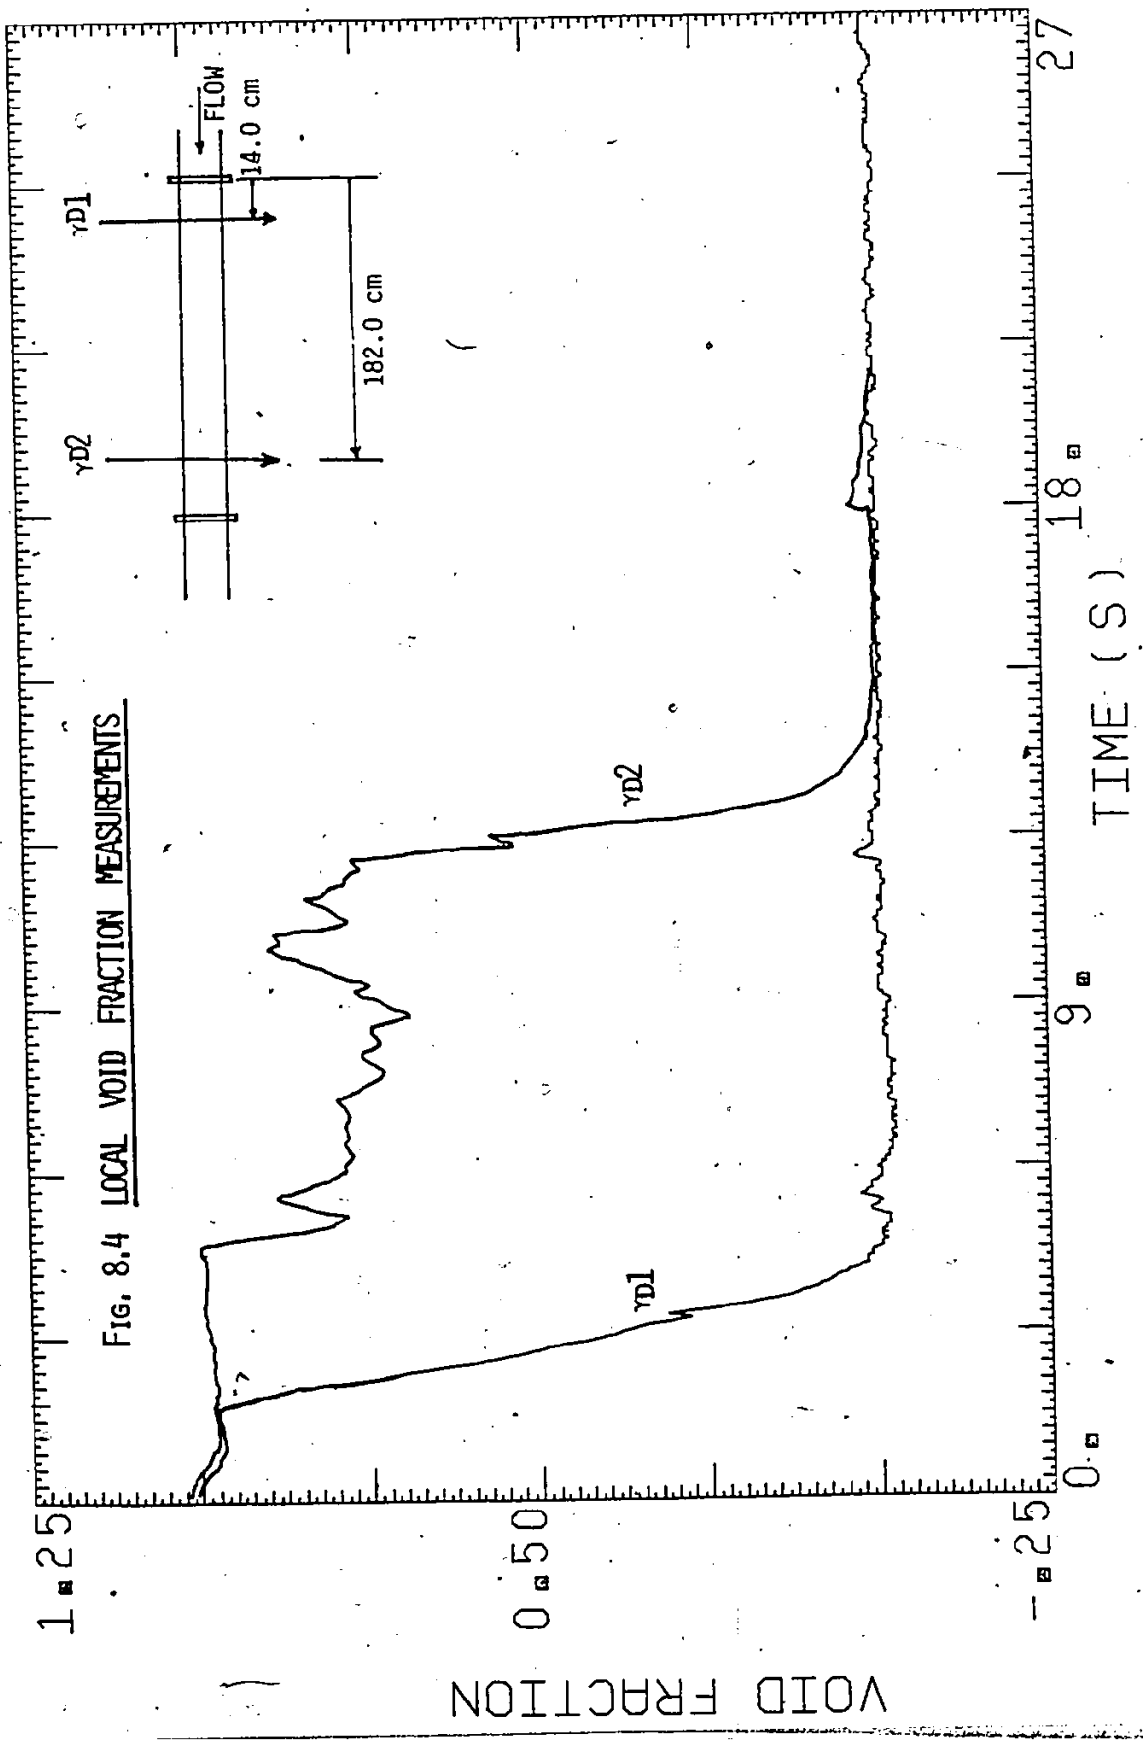 FIG. 8.4 LOCAL VOID FRACTION MEASUREMENTS
γD2
γD1
FLOW
14.0 cm
182.0 cm
γD1
γD2
VOID FRACTION
1.25
0.50
-.25
0.
9.
18.
27
TIME (S)